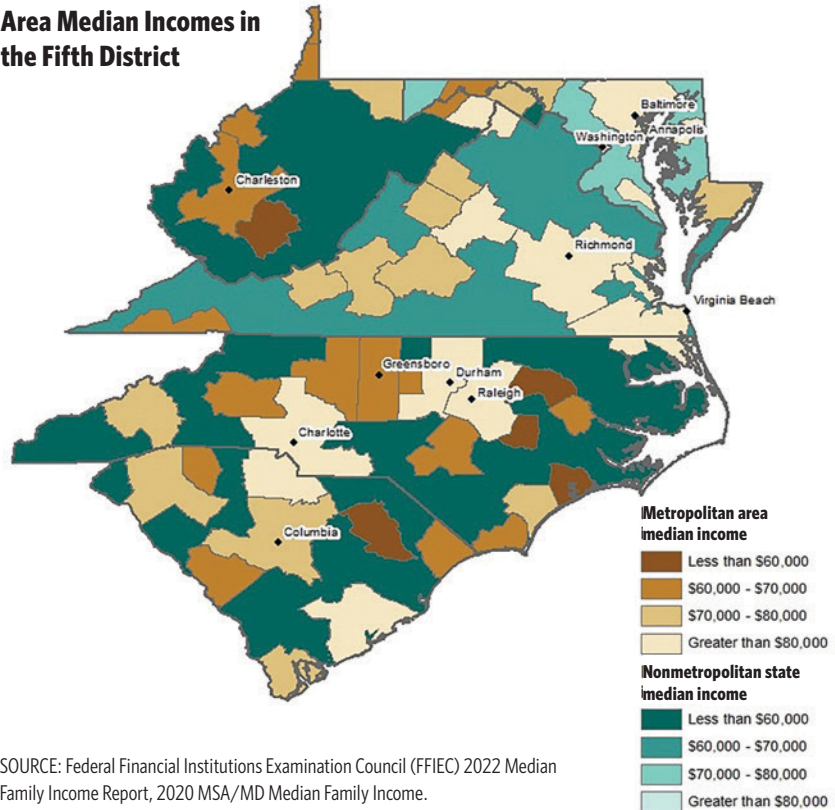 Area Median Incomes in
the Fifth District
Baltimore
Washington
Annapolis
Charleston
Richmond
Virginia Beach
Greensboro
Durham
Raleigh
Charlotte
Columbia
Metropolitan area
median income
Less than $60,000
$60,000 - $70,000
$70,000 - $80,000
Greater than $80,000
Nonmetropolitan state
median income
Less than $60,000
$60,000 - $70,000
$70,000 - $80,000
Greater than $80,000
SOURCE: Federal Financial Institutions Examination Council (FFIEC) 2022 Median
Family Income Report, 2020 MSA/MD Median Family Income.